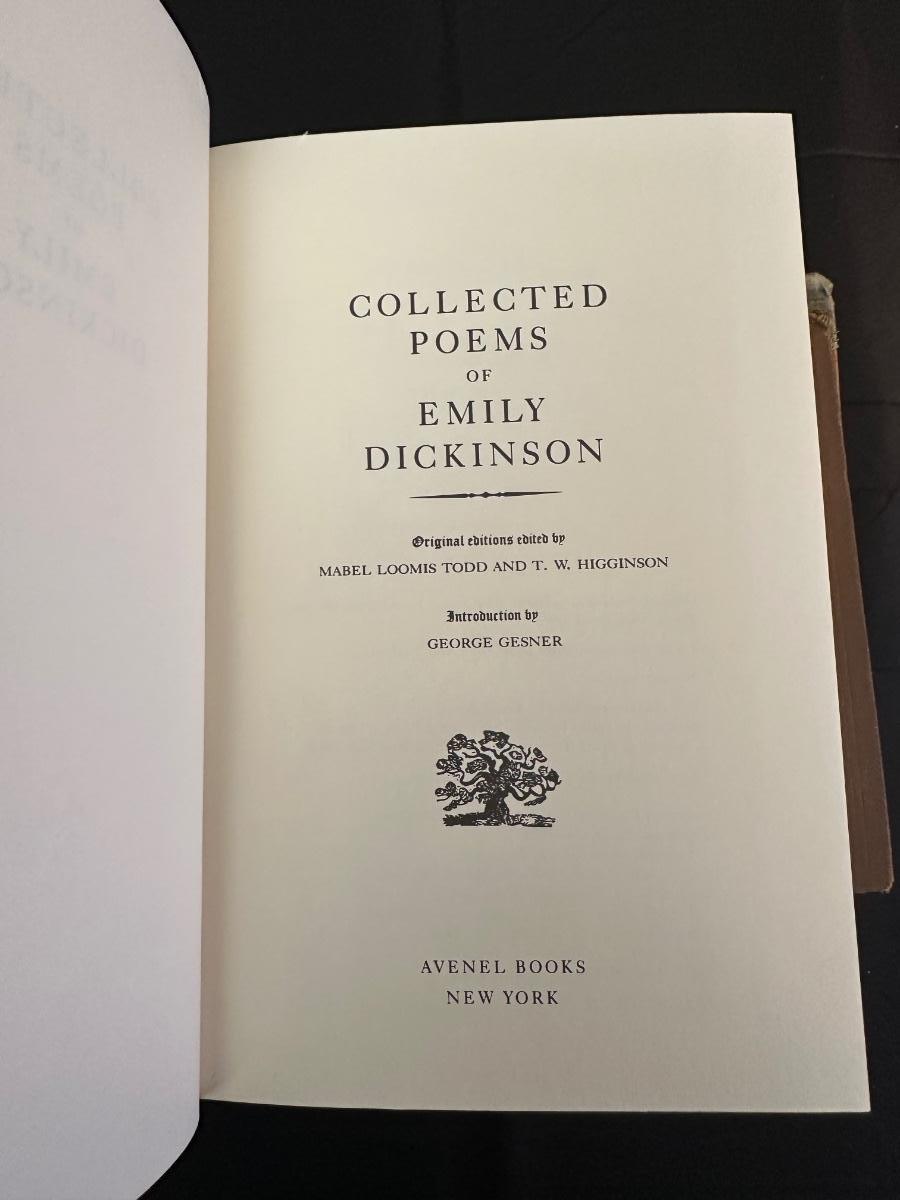 COLLECTED
POEMS
OF
EMILY
DICKINSON
Original editions edited by
MABEL LOOMIS TODD AND T. W. HIGGINSON
Introduction by
GEORGE GESNER
AVENEL BOOKS
NEW YORK